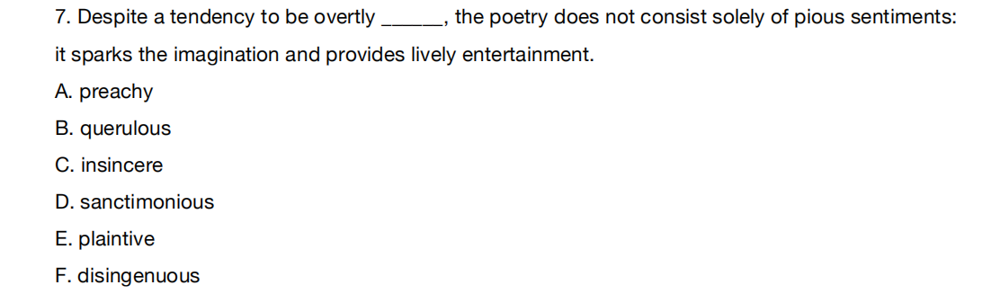 7. Despite a tendency to be overtly ______, the poetry does not consist solely of pious sentiments:
it sparks the imagination and provides lively entertainment.
A. preachy
B. querulous
C. insincere
D. sanctimonious
E. plaintive
F. disingenuous